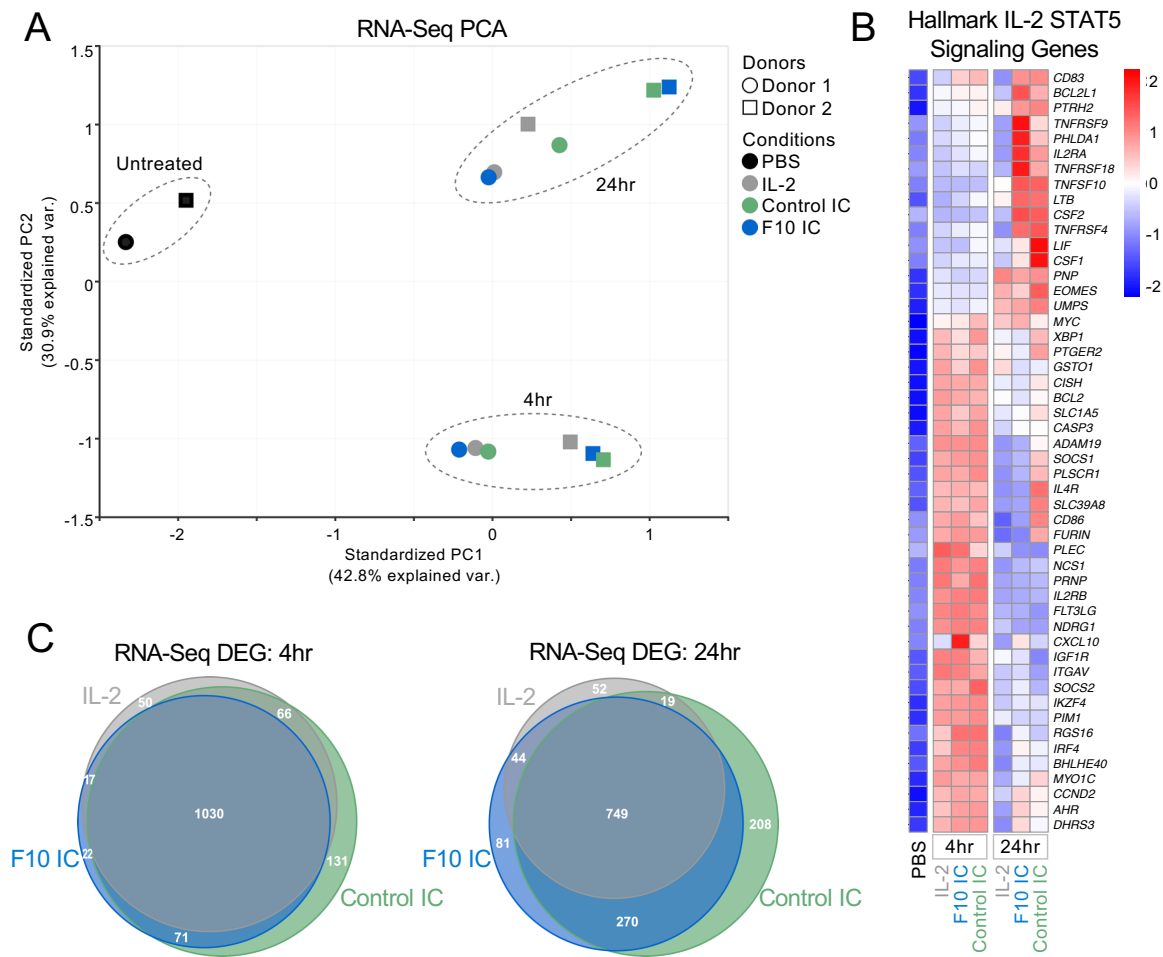 A
RNA-Seq PCA
1.5
1
0.5
0
-0.5
-1
-1.5
-2
-1
0
1
Standardized PC2
(30.9% explained var.)
Standardized PC1
(42.8% explained var.)
Untreated
24hr
4hr
Donors
Donor 1
Donor 2
Conditions
PBS
IL-2
Control IC
F10 IC
B
Hallmark IL-2 STAT5
Signaling Genes
CD83
BCL2L1
PTRH2
TNFRSF9
PHLDA1
IL2RA
TNFRSF18
TNFSF10
LTB
CSF2
TNFRSF4
LIF
CSF1
PNP
EOMES
UMPS
MYC
XBP1
PTGER2
GSTO1
CISH
BCL2
SLC1A5
CASP3
ADAM19
SOCS1
PLSCR1
IL4R
SLC39A8
CD86
FURIN
PLEC
NCS1
PRNP
IL2RB
FLT3LG
NDRG1
CXCL10
IGF1R
ITGAV
SOCS2
IKZF4
PIM1
RGS16
IRF4
BHLHE40
MYO1C
CCND2
AHR
DHRS3
2
1
0
-1
-2
PBS
4hr
24hr
IL-2
F10 IC
Control IC
IL-2
F10 IC
Control IC
C
RNA-Seq DEG: 4hr
IL-2
50
66
17
1030
F10 IC
22
131
Control IC
71
RNA-Seq DEG: 24hr
IL-2
52
19
44
749
208
F10 IC
81
Control IC
270